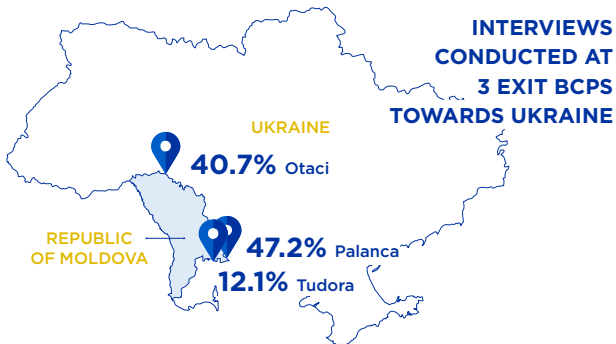 INTERVIEWS
CONDUCTED AT
3 EXIT BCPS
TOWARDS UKRAINE
UKRAINE
40.7% Otaci
REPUBLIC
OF MOLDOVA
47.2% Palanca
12.1% Tudora